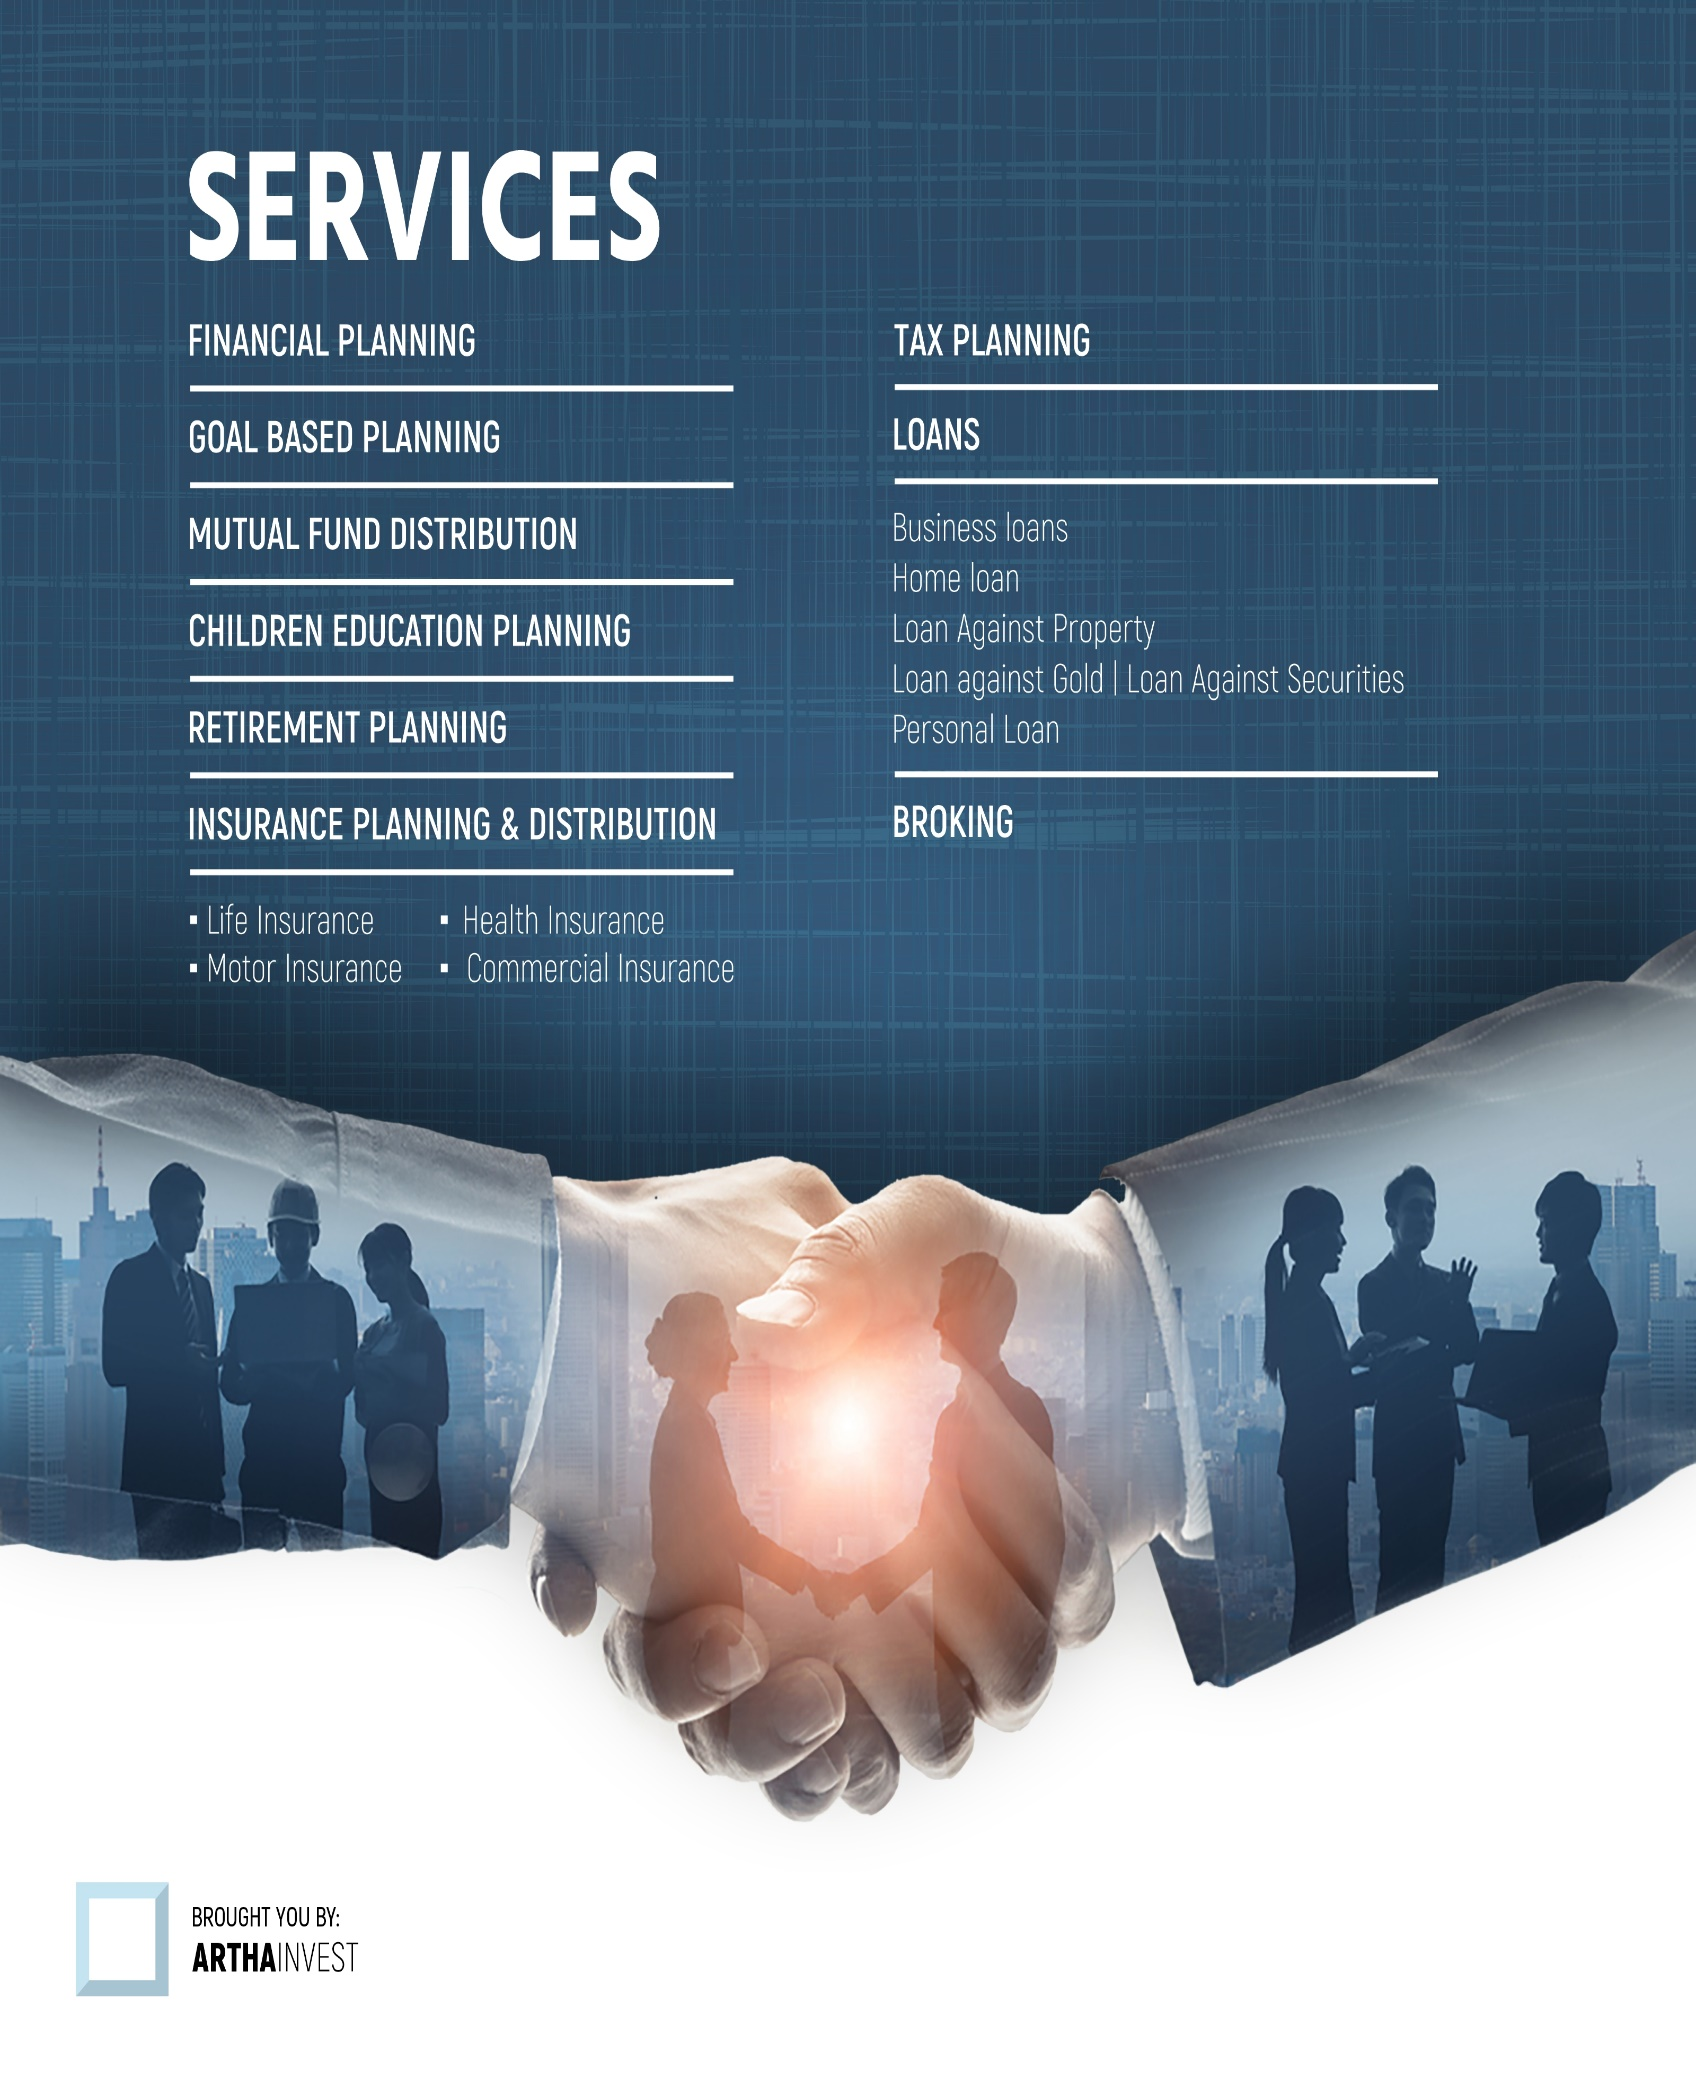 SERVICES
FINANCIAL PLANNING
GOAL BASED PLANNING
MUTUAL FUND DISTRIBUTION
CHILDREN EDUCATION PLANNING
RETIREMENT PLANNING
INSURANCE PLANNING & DISTRIBUTION
▪ Life Insurance ▪ Health Insurance
▪ Motor Insurance ▪ Commercial Insurance
TAX PLANNING
LOANS
Business loans
Home loan
Loan Against Property
Loan against Gold | Loan Against Securities
Personal Loan
BROKING
BROUGHT YOU BY:
ARTHAINVEST